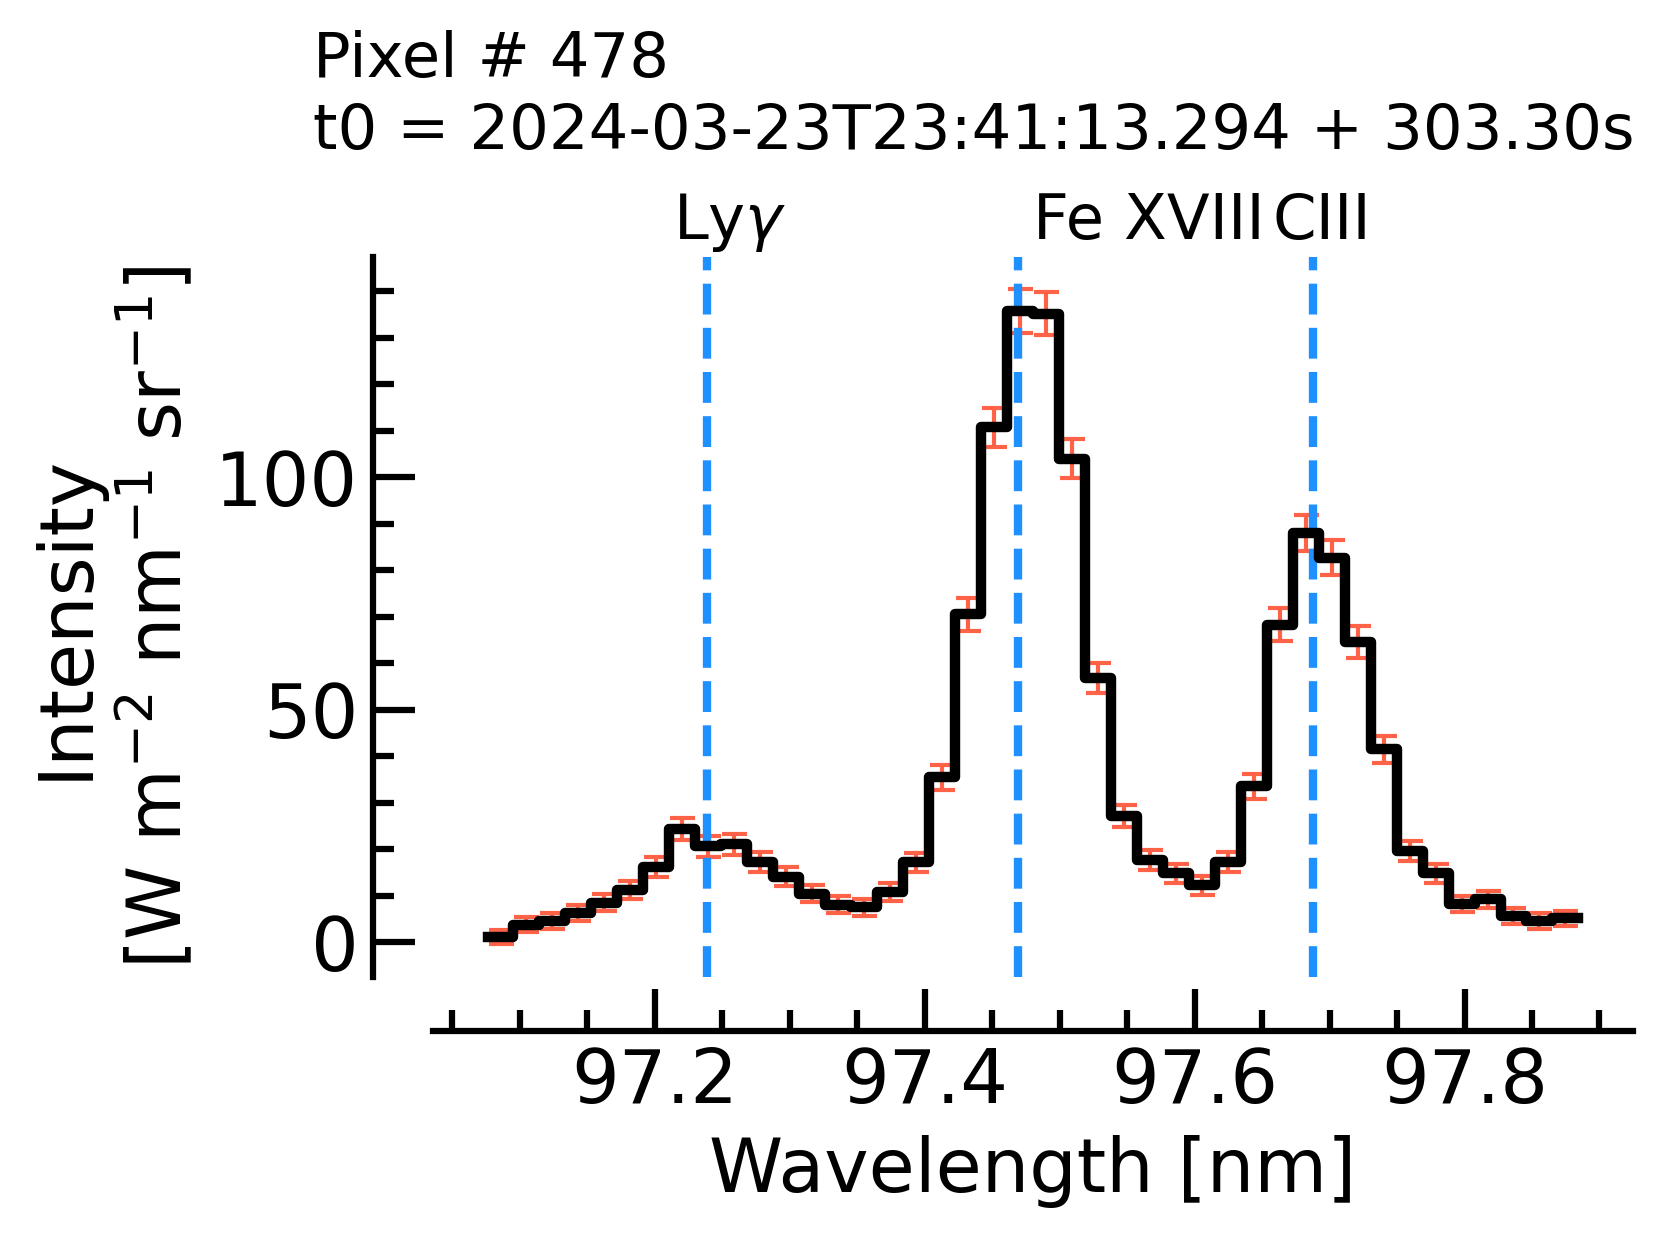 Pixel # 478
t0 = 2024-03-23T23:41:13.294 + 303.30s
Lyγ Fe XVIII CIII
Intensity
[W m⁻² nm⁻¹ sr⁻¹]
100
50
0
97.2 97.4 97.6 97.8
Wavelength [nm]